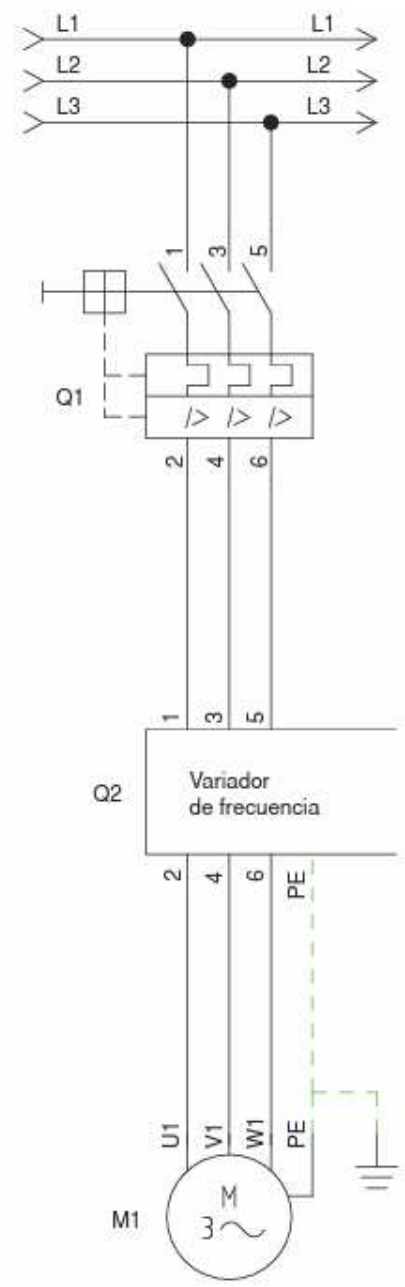 L1 L1
L2 L2
L3 L3
1 3 5
Q1
I> I> I>
2 4 6
1 3 5
Q2
Variador
de frecuencia
2 4 6 PE
U1 V1 W1 PE
M1
M
3~